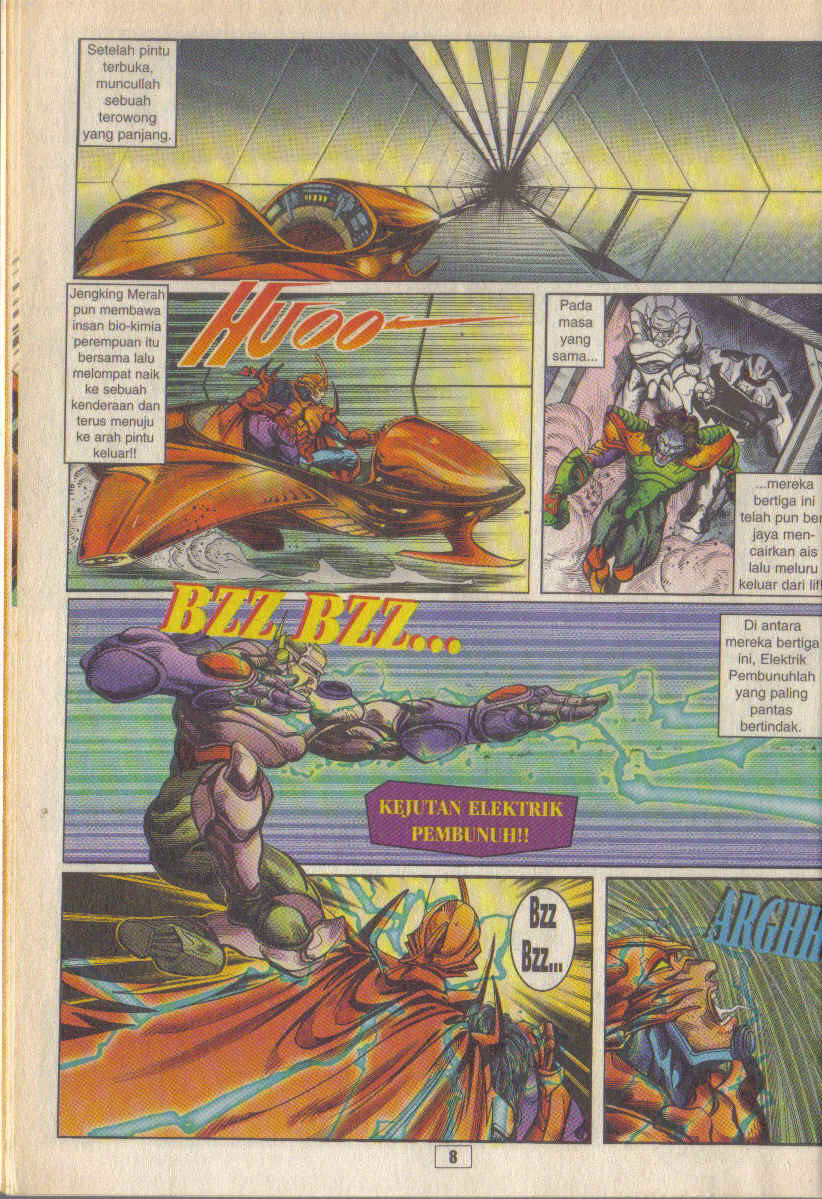 Setelah pintu
terbuka,
muncullah
sebuah
terowong
yang panjang.
Jengking Merah
pun membawa
insan bio-kimia
perempuan itu
bersama lalu
melompat naik
ke sebuah
kenderaan dan
terus menuju
ke arah pintu
keluar!!
HUOO
Pada
masa
yang
sama...
...mereka
bertiga ini
telah pun ber
jaya men-
cairkan ais
lalu meluru
keluar dari lif!
BZZ BZZ...
Di antara
mereka bertiga
ini, Elektrik
Pembunuhlah
yang paling
pantas
bertindak.
KEJUTAN ELEKTRIK
PEMBUNUH!!
BZZ
BZZ...
ARGHH
8